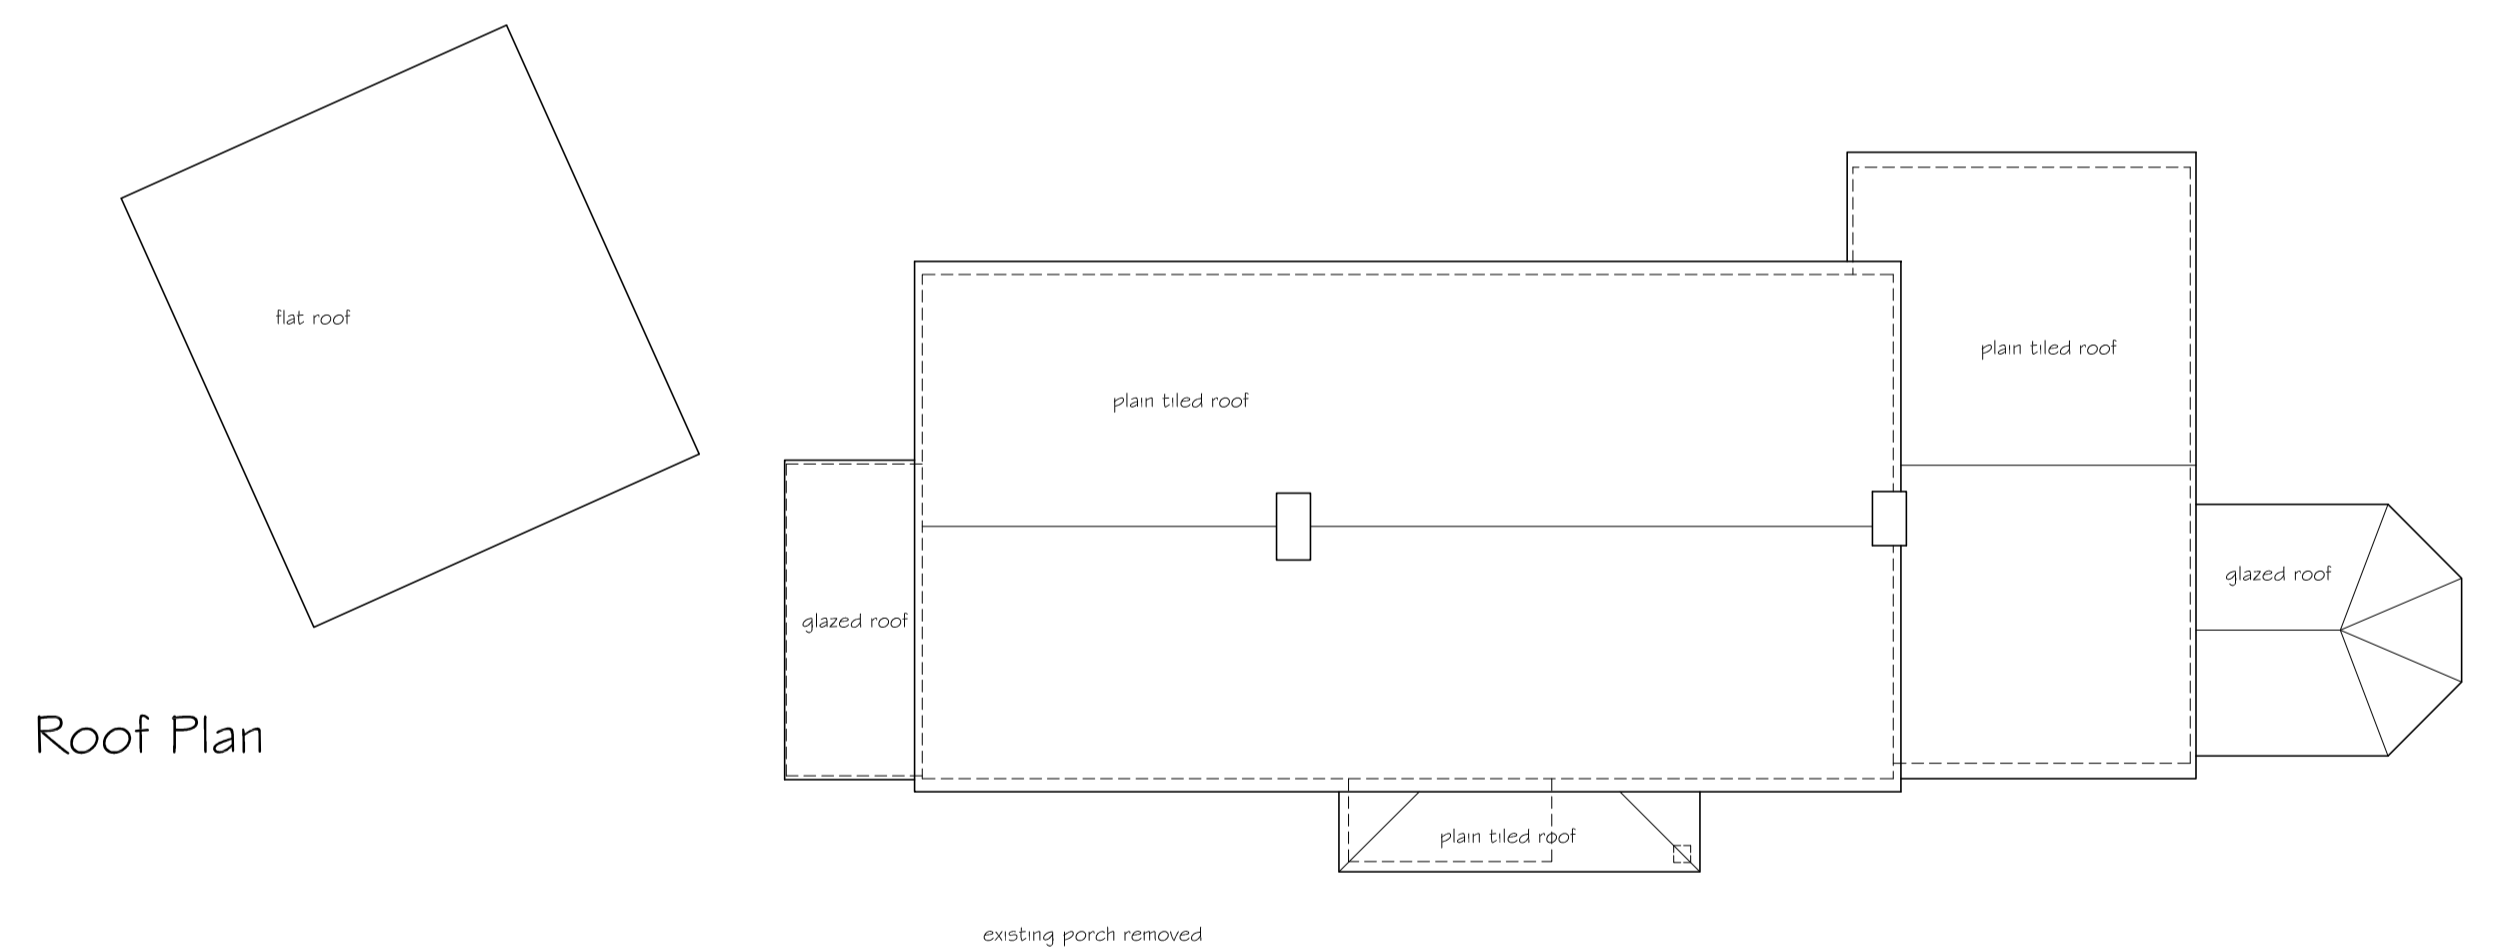 flat roof
plain tiled roof
plain tiled roof
glazed roof
glazed roof
Roof Plan
plain tiled roof
existing porch removed